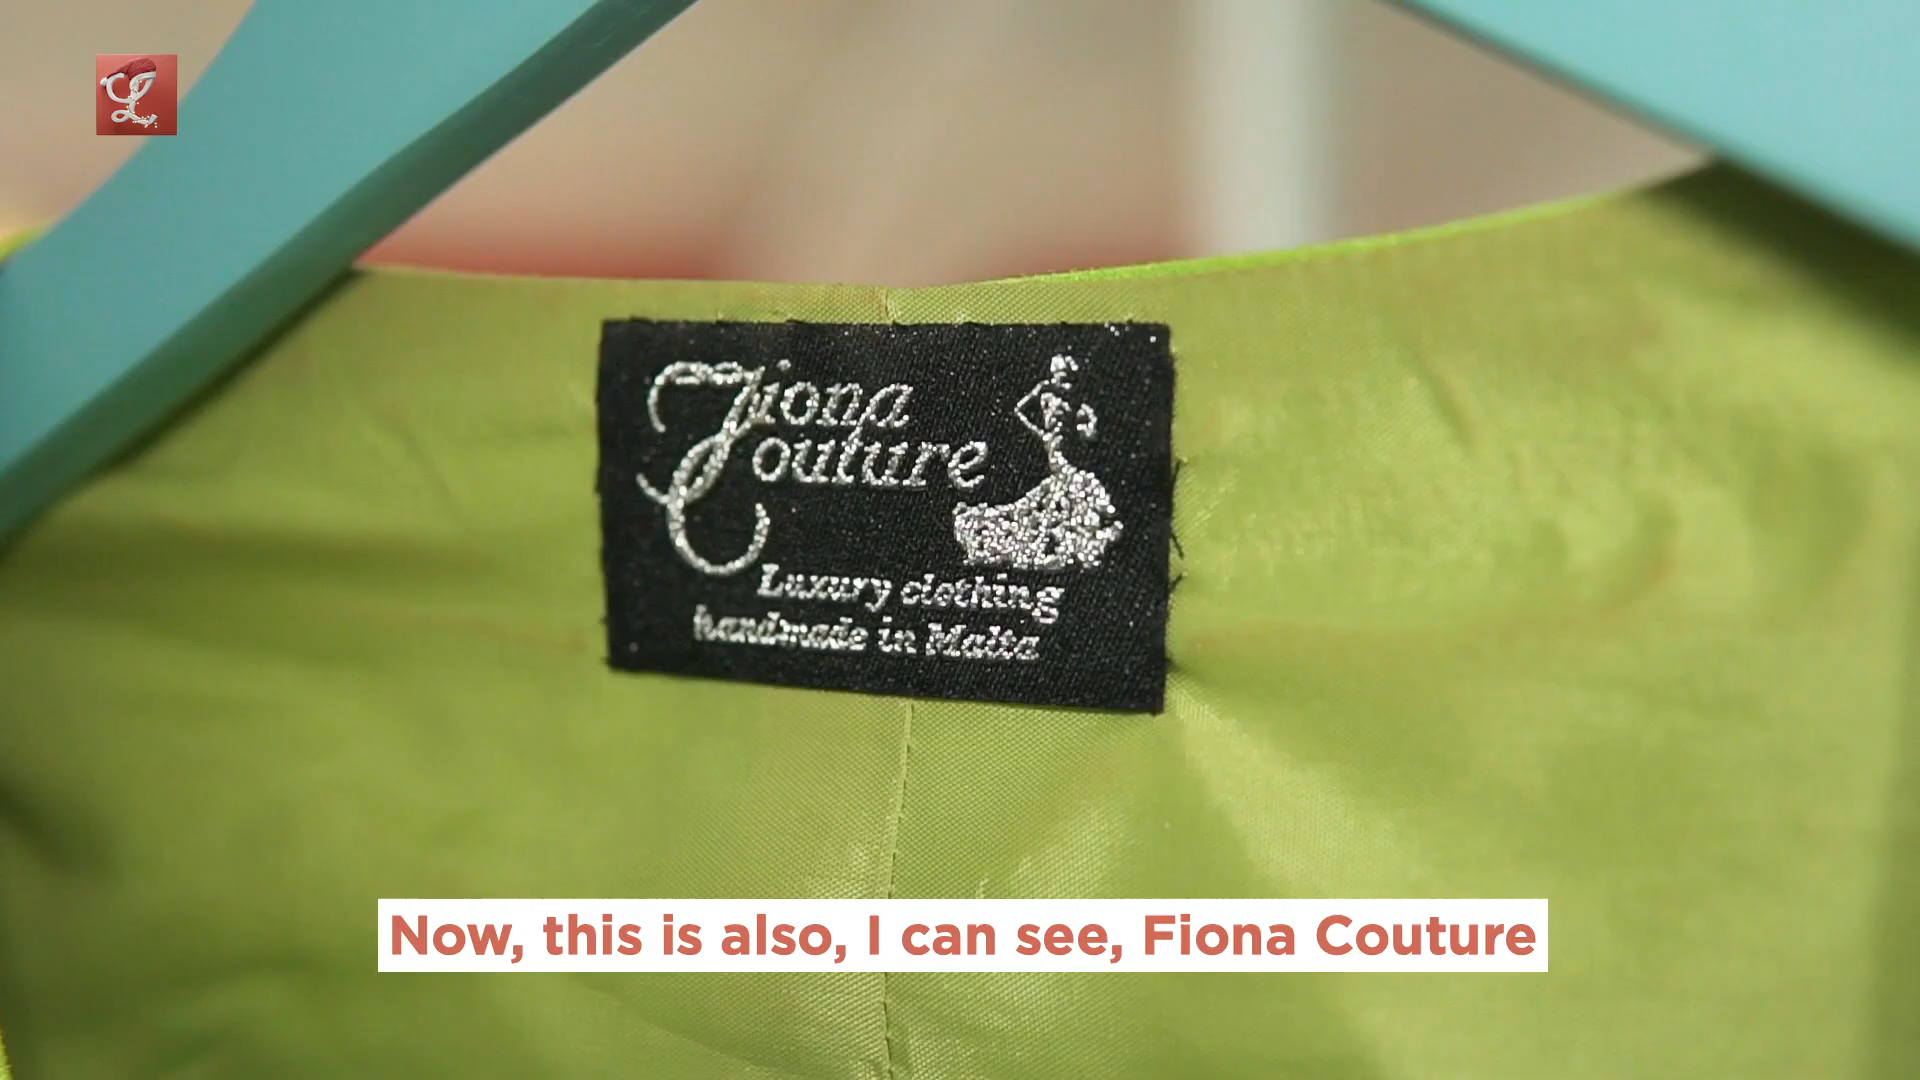 L
Fiona
Couture
Luxury clothing
handmade in Malta
Now, this is also, I can see, Fiona Couture